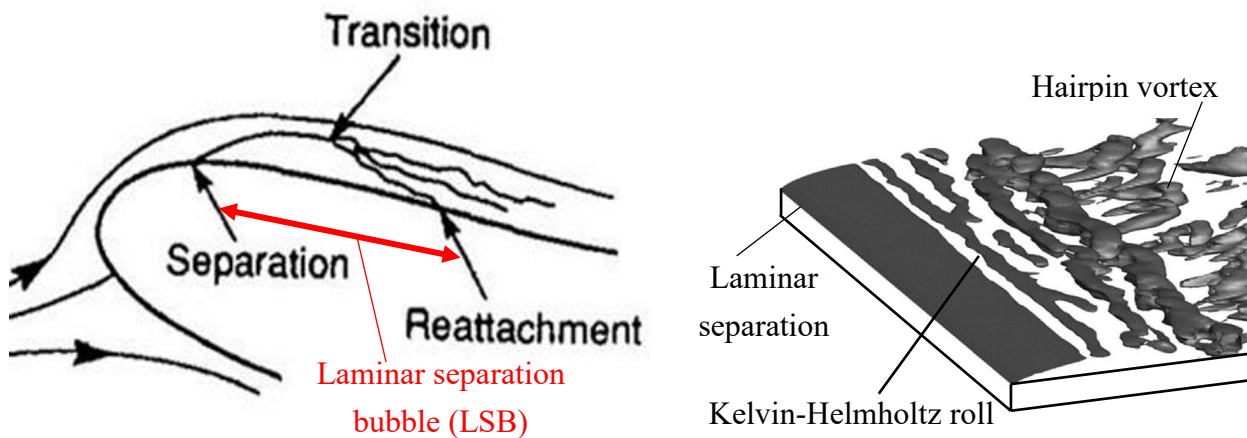 Transition
Separation
Reattachment
Laminar separation
bubble (LSB)
Hairpin vortex
Laminar
separation
Kelvin-Helmholtz roll